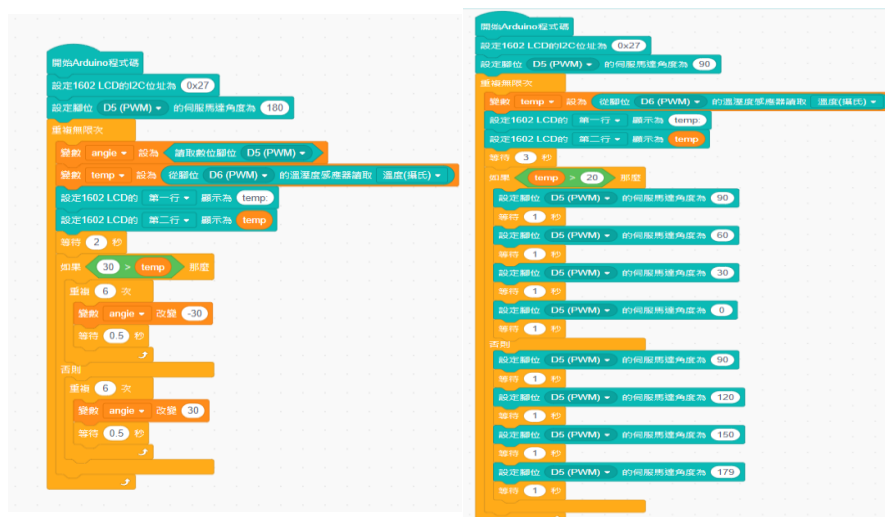 開始Arduino程式碼
設定1602 LCD的I2C位址為 0x27
設定腳位 D5 (PWM) 的伺服馬達角度為 180
重複無限次
變數 angie 設為 讀取數位腳位 D5 (PWM)
變數 temp 設為 從腳位 D6 (PWM) 的溫溼度感應器讀取 溫度(攝氏)
設定1602 LCD的 第一行 顯示為 temp:
設定1602 LCD的 第二行 顯示為 temp
等待 2 秒
如果 30 > temp 那麼
重複 6 次
變數 angie 改變 -30
等待 0.5 秒
否則
重複 6 次
變數 angie 改變 30
等待 0.5 秒
開始Arduino程式碼
設定1602 LCD的I2C位址為 0x27
設定腳位 D5 (PWM) 的伺服馬達角度為 90
重複無限次
變數 temp 設為 從腳位 D6 (PWM) 的溫溼度感應器讀取 溫度(攝氏)
設定1602 LCD的 第一行 顯示為 temp:
設定1602 LCD的 第二行 顯示為 temp
等待 3 秒
如果 temp > 20 那麼
設定腳位 D5 (PWM) 的伺服馬達角度為 90
等待 1 秒
設定腳位 D5 (PWM) 的伺服馬達角度為 60
等待 1 秒
設定腳位 D5 (PWM) 的伺服馬達角度為 30
等待 1 秒
設定腳位 D5 (PWM) 的伺服馬達角度為 0
等待 1 秒
否則
設定腳位 D5 (PWM) 的伺服馬達角度為 90
等待 1 秒
設定腳位 D5 (PWM) 的伺服馬達角度為 120
等待 1 秒
設定腳位 D5 (PWM) 的伺服馬達角度為 150
等待 1 秒
設定腳位 D5 (PWM) 的伺服馬達角度為 179
等待 1 秒